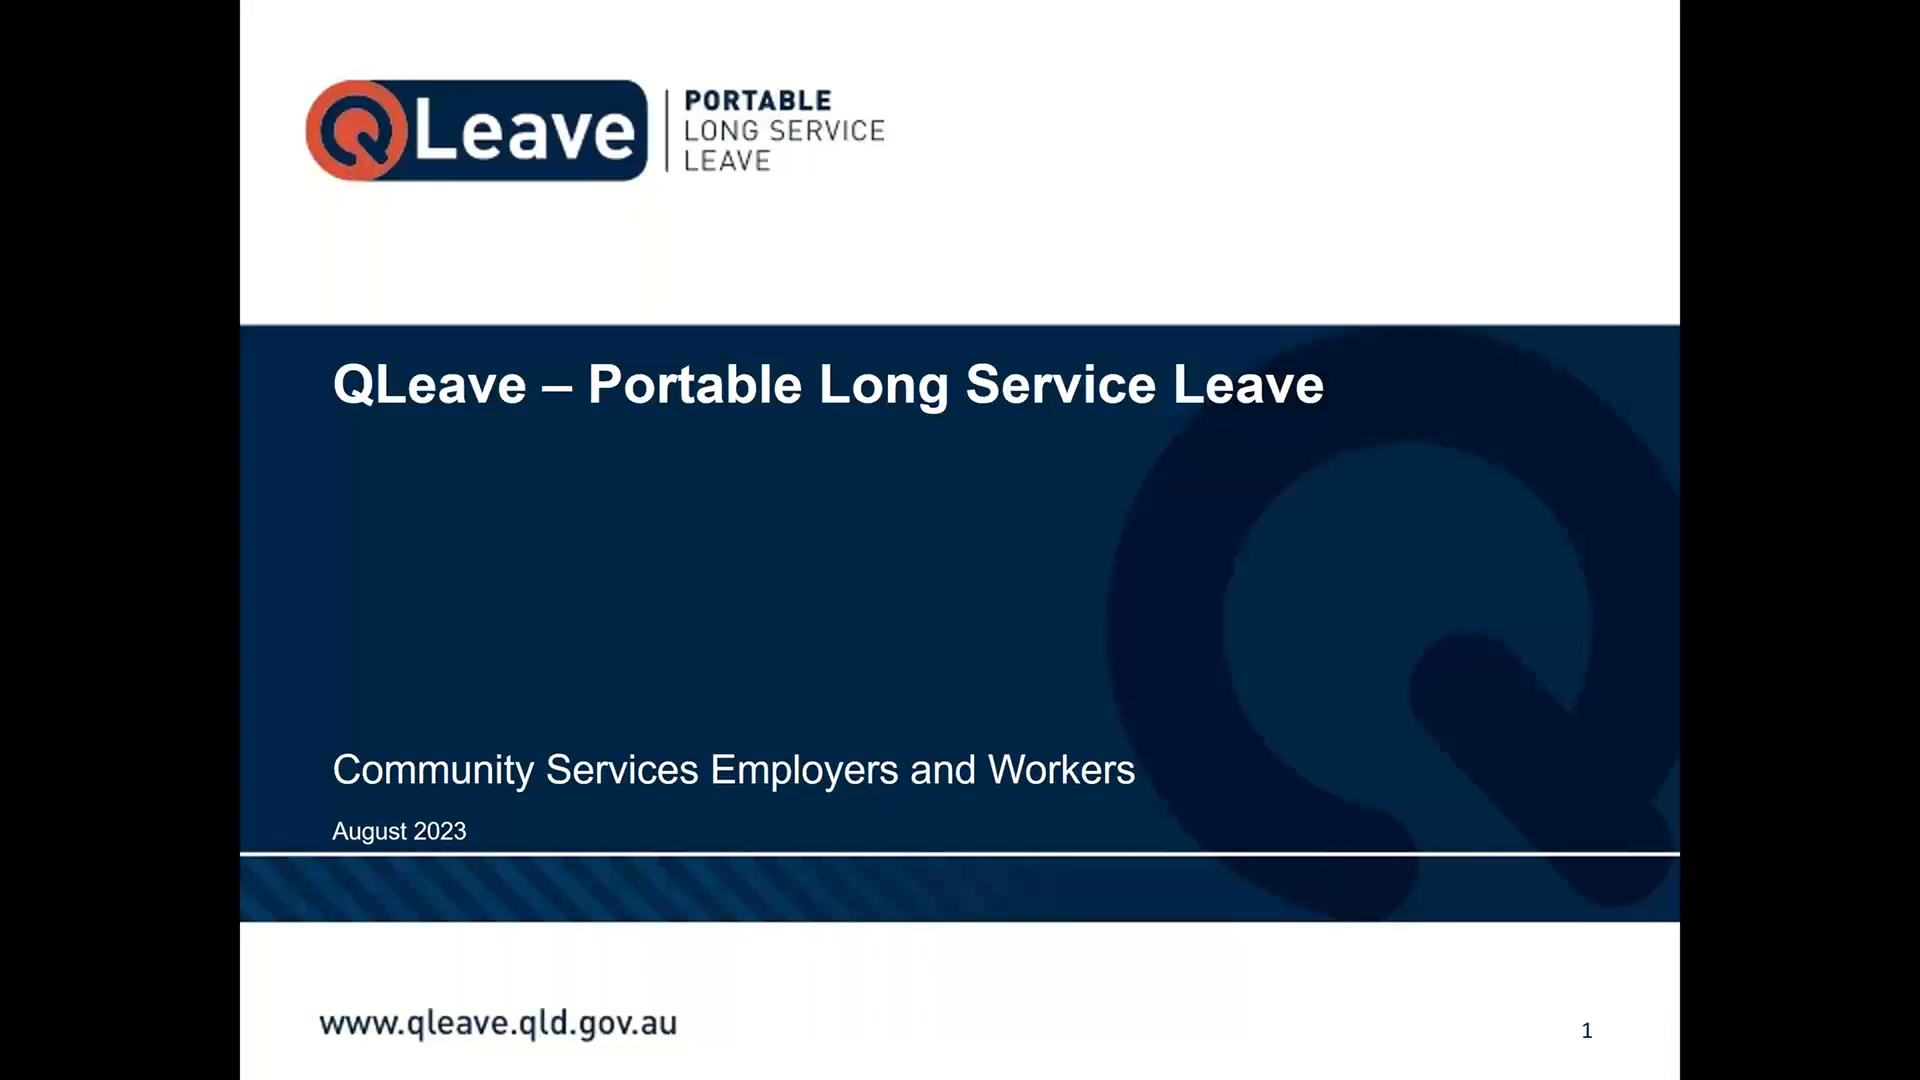 QLeave
PORTABLE
LONG SERVICE
LEAVE
QLeave – Portable Long Service Leave
Community Services Employers and Workers
August 2023
www.qleave.qld.gov.au
1